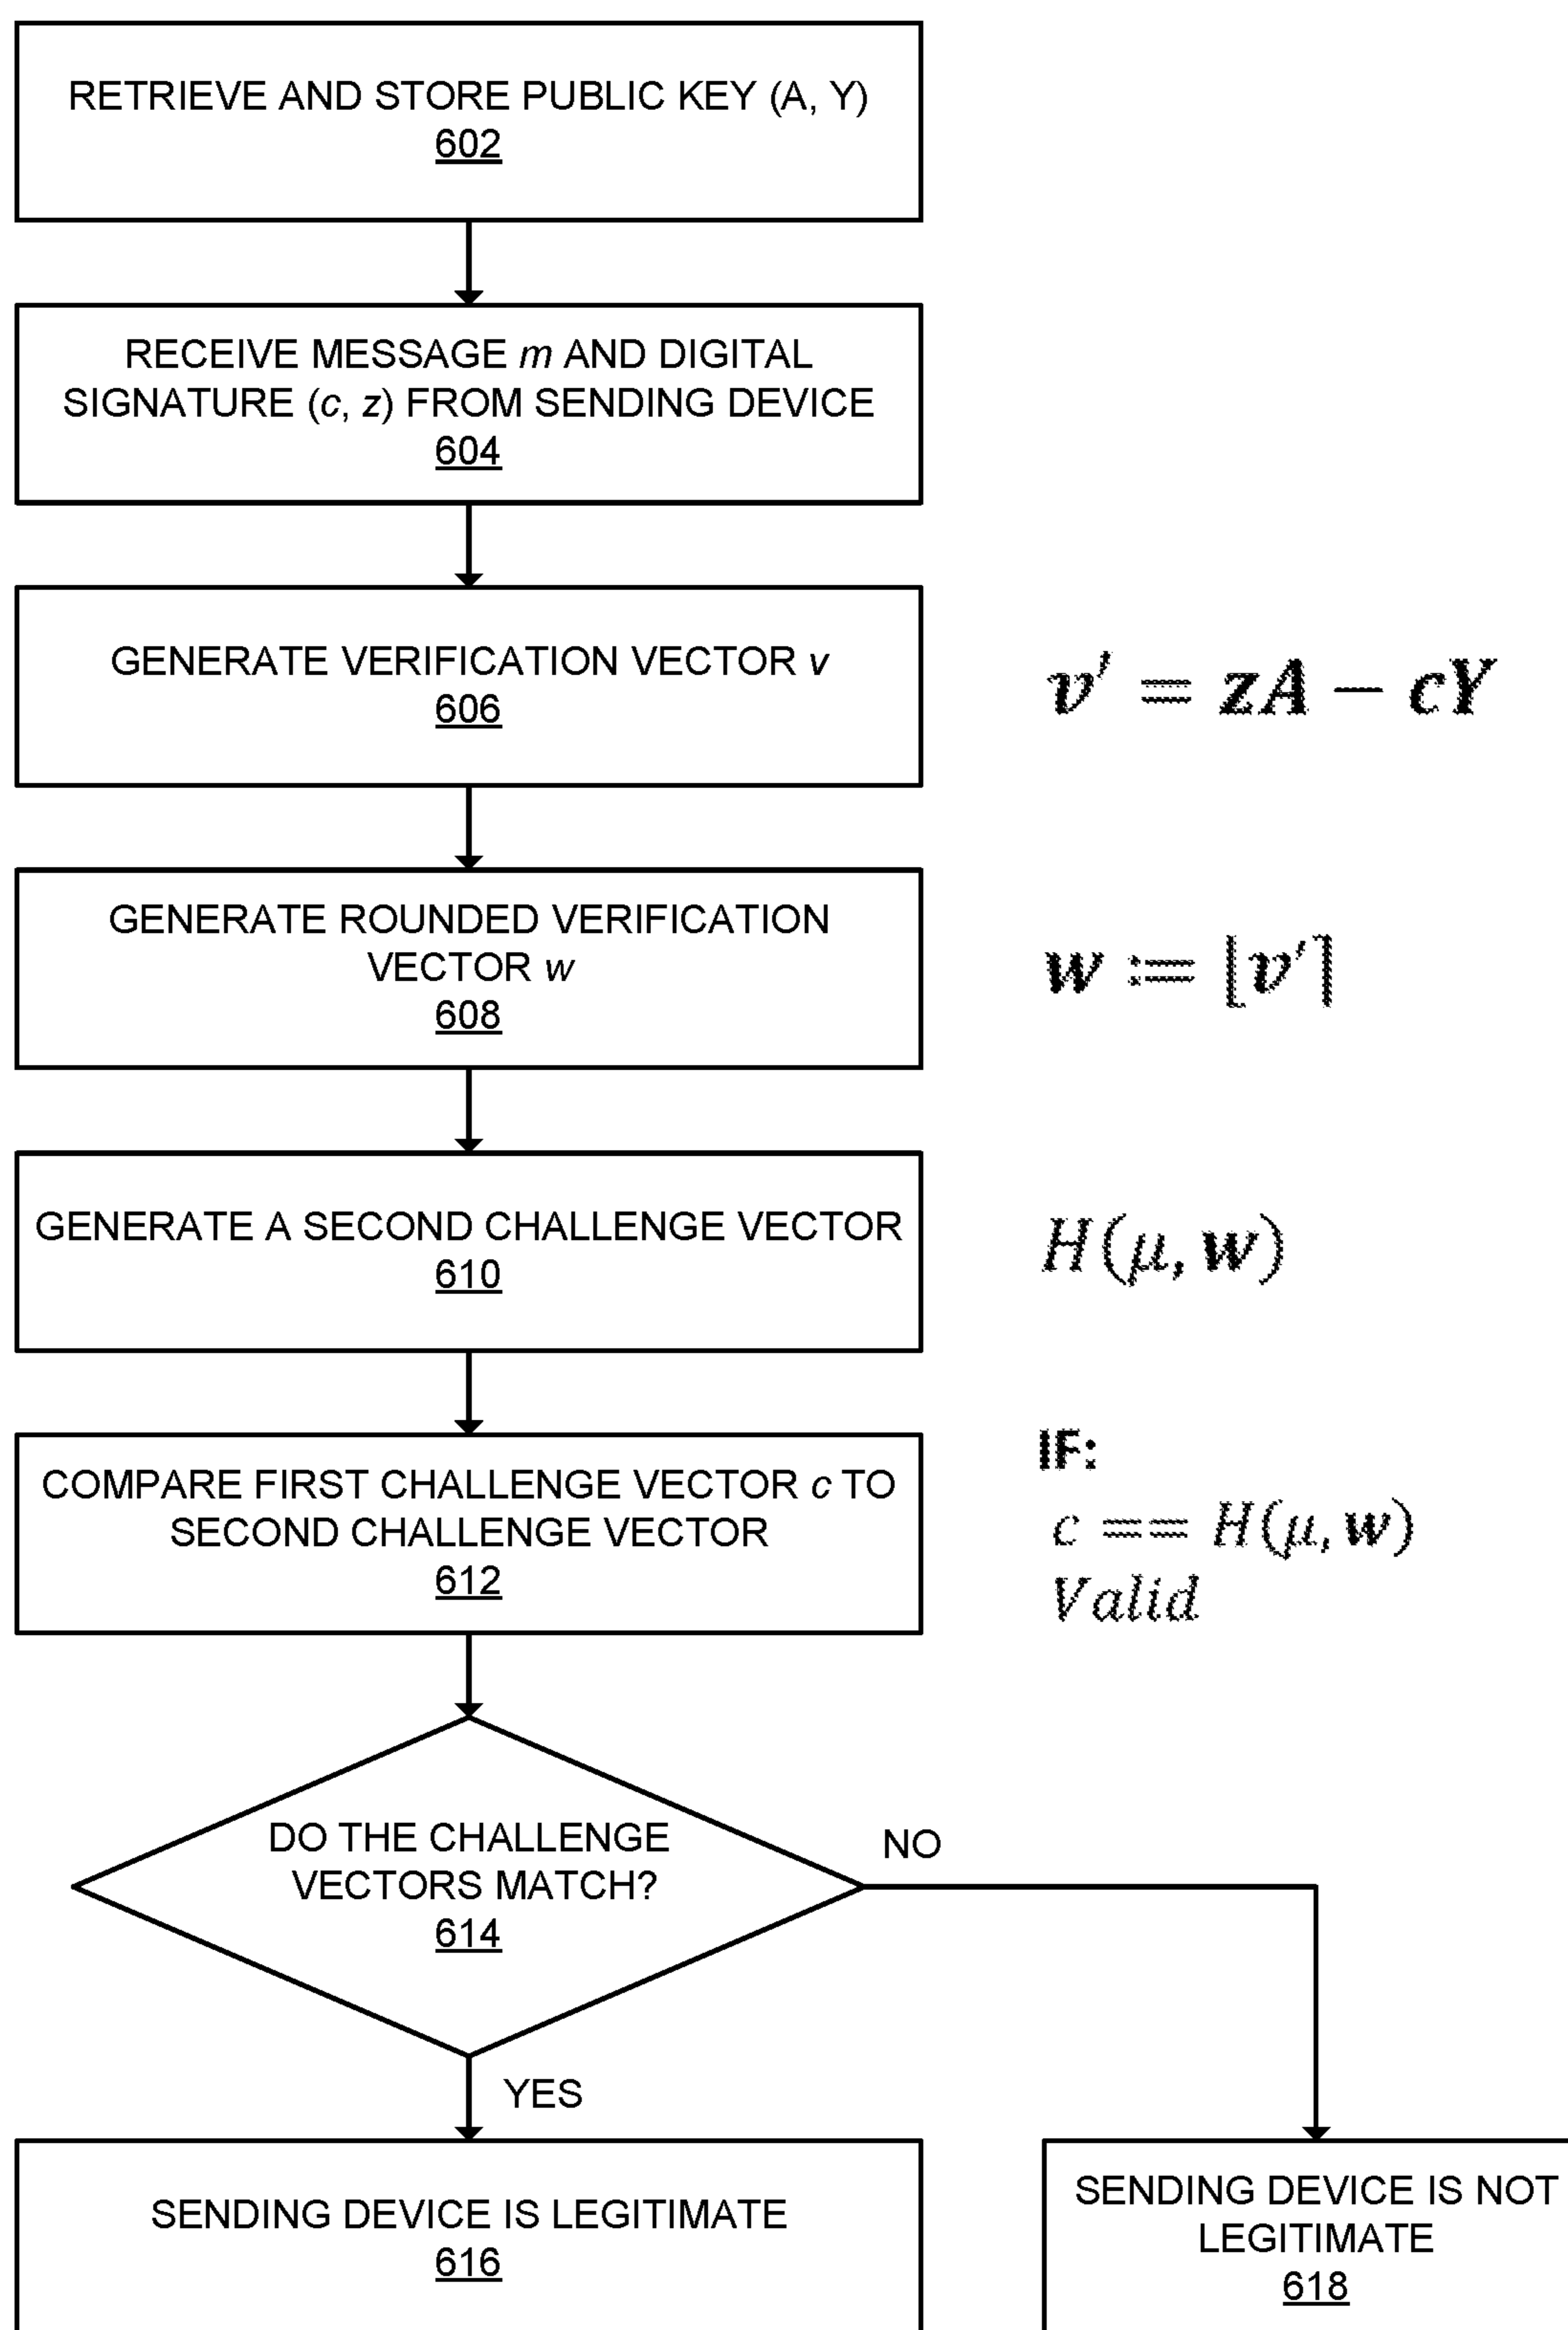 RETRIEVE AND STORE PUBLIC KEY (A, Y)
602
RECEIVE MESSAGE m AND DIGITAL
SIGNATURE (c, z) FROM SENDING DEVICE
604
GENERATE VERIFICATION VECTOR v
606
v′ = zA − cY
GENERATE ROUNDED VERIFICATION
VECTOR w
608
w := ⌊v′⌉
GENERATE A SECOND CHALLENGE VECTOR
610
H(μ, w)
COMPARE FIRST CHALLENGE VECTOR c TO
SECOND CHALLENGE VECTOR
612
IF:
c == H(μ, w)
Valid
DO THE CHALLENGE
VECTORS MATCH?
614
NO
YES
SENDING DEVICE IS LEGITIMATE
616
SENDING DEVICE IS NOT
LEGITIMATE
618